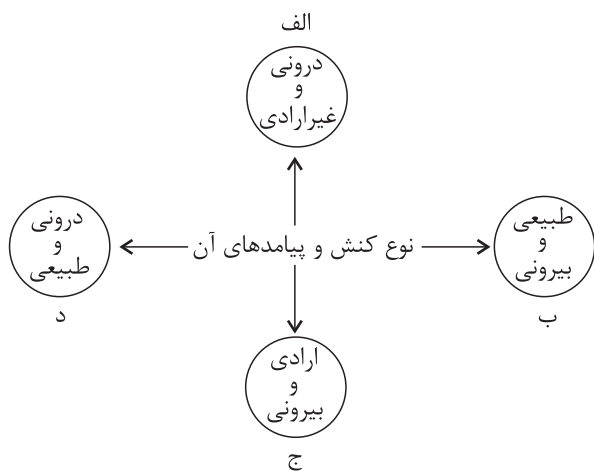 الف
درونی
و
غیرارادی
طبیعی
و
بیرونی
ب
نوع کنش و پیامدهای آن
درونی
و
طبیعی
د
ارادی
و
بیرونی
ج